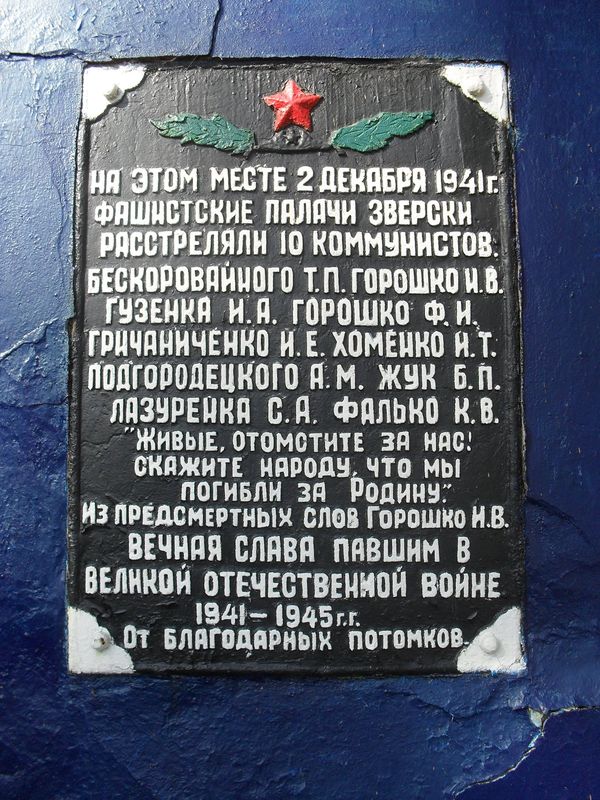 НА ЭТОМ МЕСТЕ 2 ДЕКАБРЯ 1941г.
ФАШИСТСКИЕ ПАЛАЧИ ЗВЕРСКИ
РАССТРЕЛЯЛИ 10 КОММУНИСТОВ.
БЕСКОРОВАЙНОГО Т.П. ГОРОШКО И.В.
ГУЗЕНКА И.А. ГОРОШКО Ф.И.
ГРИЧАНИЧЕНКО И.Е. ХОМЕНКО И.Т.
ПОДГОРОДЕЦКОГО А.М. ЖУК Б.П.
ЛАЗУРЕНКА С.А. ФАЛЬКО К.В.
"ЖИВЫЕ, ОТОМСТИТЕ ЗА НАС!
СКАЖИТЕ НАРОДУ, ЧТО МЫ
ПОГИБЛИ ЗА РОДИНУ."
ИЗ ПРЕДСМЕРТНЫХ СЛОВ ГОРОШКО И.В.
ВЕЧНАЯ СЛАВА ПАВШИМ В
ВЕЛИКОЙ ОТЕЧЕСТВЕННОЙ ВОЙНЕ
1941-1945г.г.
ОТ БЛАГОДАРНЫХ ПОТОМКОВ.